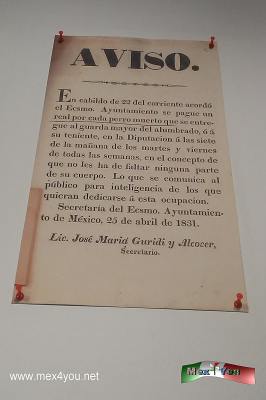 AVISO.
En cabildo de 22 del corriente acordó
el Ecsmo. Ayuntamiento se pague un
real por cada perro muerto que se entre-
gue al guarda mayor del alumbrado, ó á
su teniente, en la Diputacion á las siete
de la mañana de los martes y viernes
de todas las semanas, en el concepto de
que no les ha de faltar ninguna parte
de su cuerpo. Lo que se comunica al
público para inteligencia de los que
quieran dedicarse á esta ocupacion.
Secretaría del Ecsmo. Ayuntamien-
to de México, 25 de abril de 1831.
Lic. José María Guridi y Alcocer,
Secretario.
www.mex4you.net
Mex4You